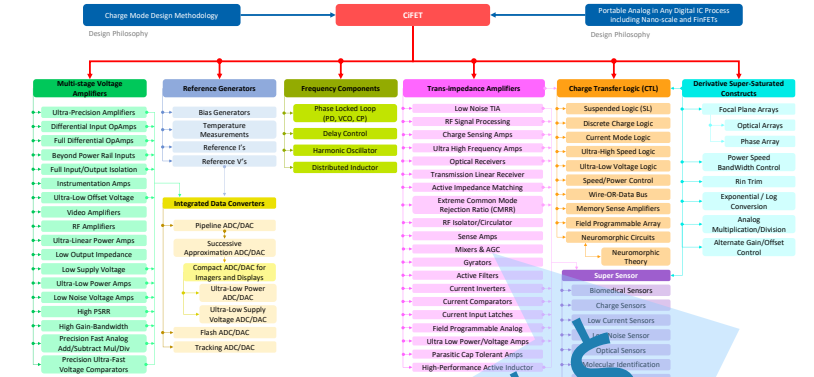 Charge Mode Design Methodology
CiFET
Portable Analog in Any Digital IC Process
including Nano-scale and FinFETs
Design Philosophy
Design Philosophy
Multi-stage Voltage
Amplifiers
Ultra-Precision Amplifiers
Differential Input OpAmps
Full Differential OpAmps
Beyond Power Rail Inputs
Full Input/Output Isolation
Instrumentation Amps
Ultra-Low Offset Voltage
Video Amplifiers
RF Amplifiers
Ultra-Linear Power Amps
Low Output Impedance
Low Supply Voltage
Ultra-Low Power Amps
Low Noise Voltage Amps
High PSRR
High Gain-Bandwidth
Precision Fast Analog
Add/Subtract Mul/Div
Precision Ultra-Fast
Voltage Comparators
Reference Generators
Bias Generators
Temperature
Measurements
Reference I's
Reference V's
Integrated Data Converters
Pipeline ADC/DAC
Successive
Approximation ADC/DAC
Compact ADC/DAC for
Imagers and Displays
Ultra-Low Power
ADC/DAC
Ultra-Low Supply
Voltage ADC/DAC
Flash ADC/DAC
Tracking ADC/DAC
Frequency Components
Phase Locked Loop
(PD, VCO, CP)
Delay Control
Harmonic Oscillator
Distributed Inductor
Trans-impedance Amplifiers
Low Noise TIA
RF Signal Processing
Charge Sensing Amps
Ultra High Frequency Amps
Optical Receivers
Transmission Linear Receiver
Active Impedance Matching
Extreme Common Mode
Rejection Ratio (CMRR)
RF Isolator/Circulator
Sense Amps
Mixers & AGC
Gyrators
Active Filters
Current Inverters
Current Comparators
Current Input Latches
Field Programmable Analog
Ultra Low Power/Voltage Amps
Parasitic Cap Tolerant Amps
High-Performance Active Inductor
Charge Transfer Logic (CTL)
Suspended Logic (SL)
Discrete Charge Logic
Current Mode Logic
Ultra-High Speed Logic
Ultra-Low Voltage Logic
Speed/Power Control
Wire-OR-Data Bus
Memory Sense Amplifiers
Field Programmable Array
Neuromorphic Circuits
Neuromorphic
Theory
Super Sensor
Biomedical Sensors
Charge Sensors
Low Current Sensors
Low Noise Sensor
Optical Sensors
Molecular Identification
Derivative Super-Saturated
Constructs
Focal Plane Arrays
Optical Arrays
Phase Array
Power Speed
BandWidth Control
Rin Trim
Exponential / Log
Conversion
Analog
Multiplication/Division
Alternate Gain/Offset
Control